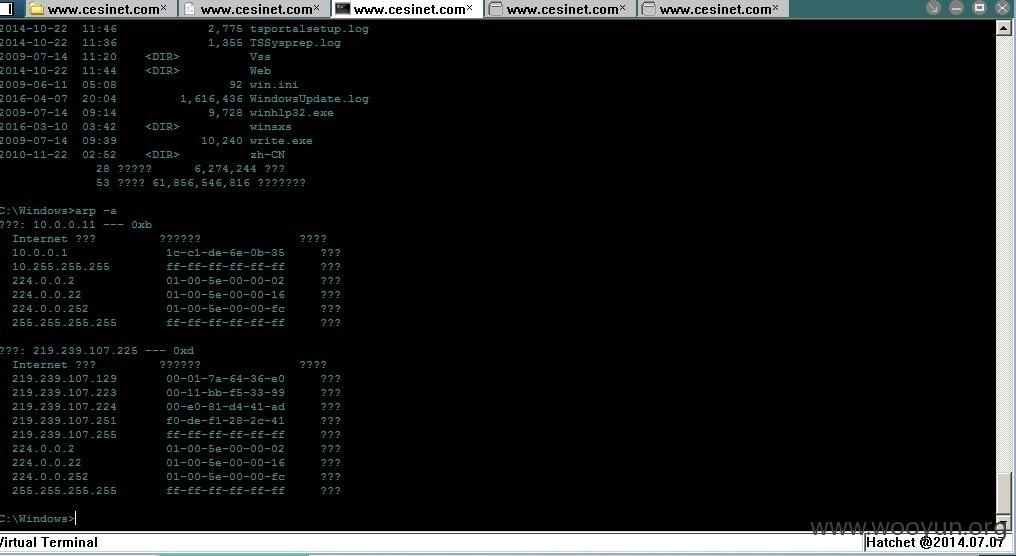 www.cesinet.com× www.cesinet.com× www.cesinet.com× www.cesinet.com× www.cesinet.com×
2014-10-22  11:46             2,775 tsportalsetup.log
2014-10-22  11:36             1,355 TSSysprep.log
2009-07-14  11:20    <DIR>          Vss
2014-10-22  11:44    <DIR>          Web
2009-06-11  05:08                92 win.ini
2016-04-07  20:04         1,616,436 WindowsUpdate.log
2009-07-14  09:14             9,728 winhlp32.exe
2016-03-10  03:42    <DIR>          winsxs
2009-07-14  09:39            10,240 write.exe
2010-11-22  02:52    <DIR>          zh-CN
28 ?????      6,274,244 ???
53 ???? 61,856,546,816 ???????
C:\Windows>arp -a
???: 10.0.0.11 --- 0xb
Internet ???          ??????               ????
10.0.0.1              1c-c1-de-6e-0b-35     ???
10.255.255.255        ff-ff-ff-ff-ff-ff     ???
224.0.0.2             01-00-5e-00-00-02     ???
224.0.0.22            01-00-5e-00-00-16     ???
224.0.0.252           01-00-5e-00-00-fc     ???
255.255.255.255       ff-ff-ff-ff-ff-ff     ???
???: 219.239.107.225 --- 0xd
Internet ???          ??????               ????
219.239.107.129       00-01-7a-64-36-e0     ???
219.239.107.223       00-11-bb-f5-33-99     ???
219.239.107.224       00-e0-81-d4-41-ad     ???
219.239.107.251       f0-de-f1-28-2c-41     ???
219.239.107.255       ff-ff-ff-ff-ff-ff     ???
224.0.0.2             01-00-5e-00-00-02     ???
224.0.0.22            01-00-5e-00-00-16     ???
224.0.0.252           01-00-5e-00-00-fc     ???
255.255.255.255       ff-ff-ff-ff-ff-ff     ???
C:\Windows>
www.wooyun.org
Virtual Terminal Hatchet @2014.07.07